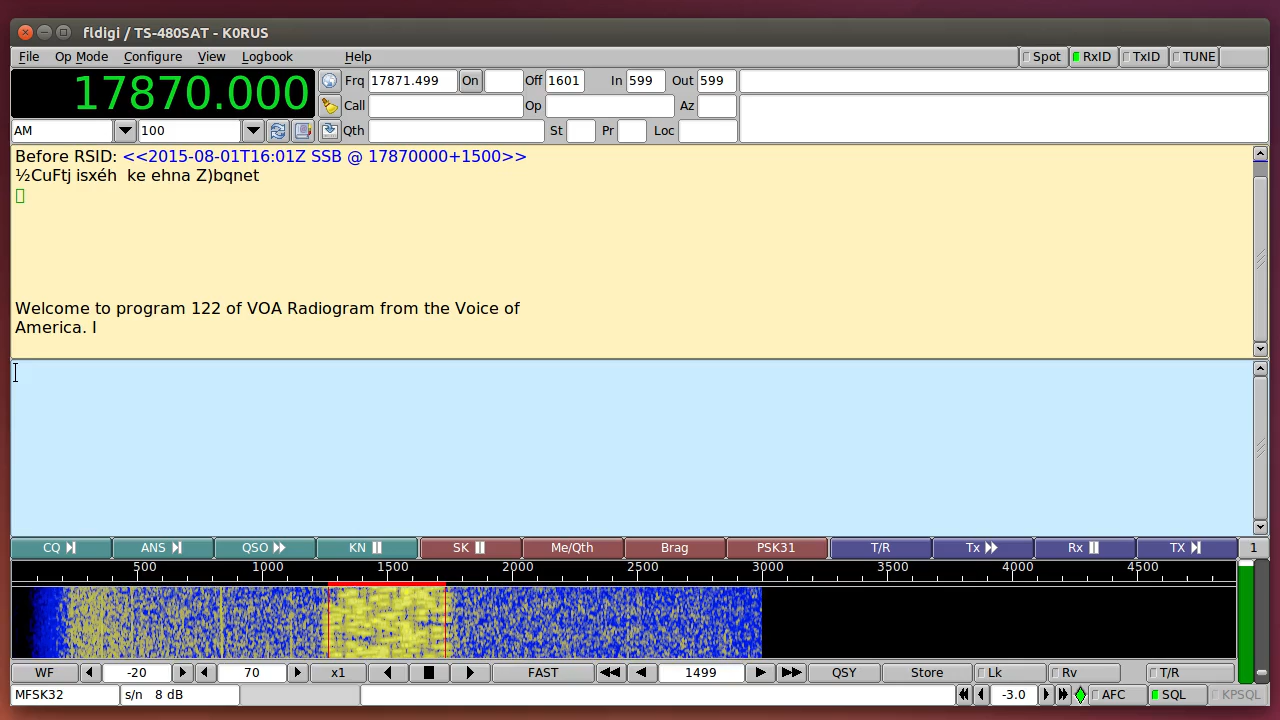 fldigi / TS-480SAT - K0RUS
File Op Mode Configure View Logbook Help Spot RxID TxID TUNE
17870.000 Frq 17871.499 On Off 1601 In 599 Out 599
Call Op Az
AM 100 Qth St Pr Loc
Before RSID: <<2015-08-01T16:01Z SSB @ 17870000+1500>>
½CuFtj isxéh  ke ehna Z)bqnet
Welcome to program 122 of VOA Radiogram from the Voice of
America. I
CQ ANS QSO KN SK Me/Qth Brag PSK31 T/R Tx Rx TX 1
500 1000 1500 2000 2500 3000 3500 4000 4500
WF -20 70 x1 FAST 1499 QSY Store Lk Rv T/R
MFSK32 s/n 8 dB -3.0 AFC SQL KPSQL